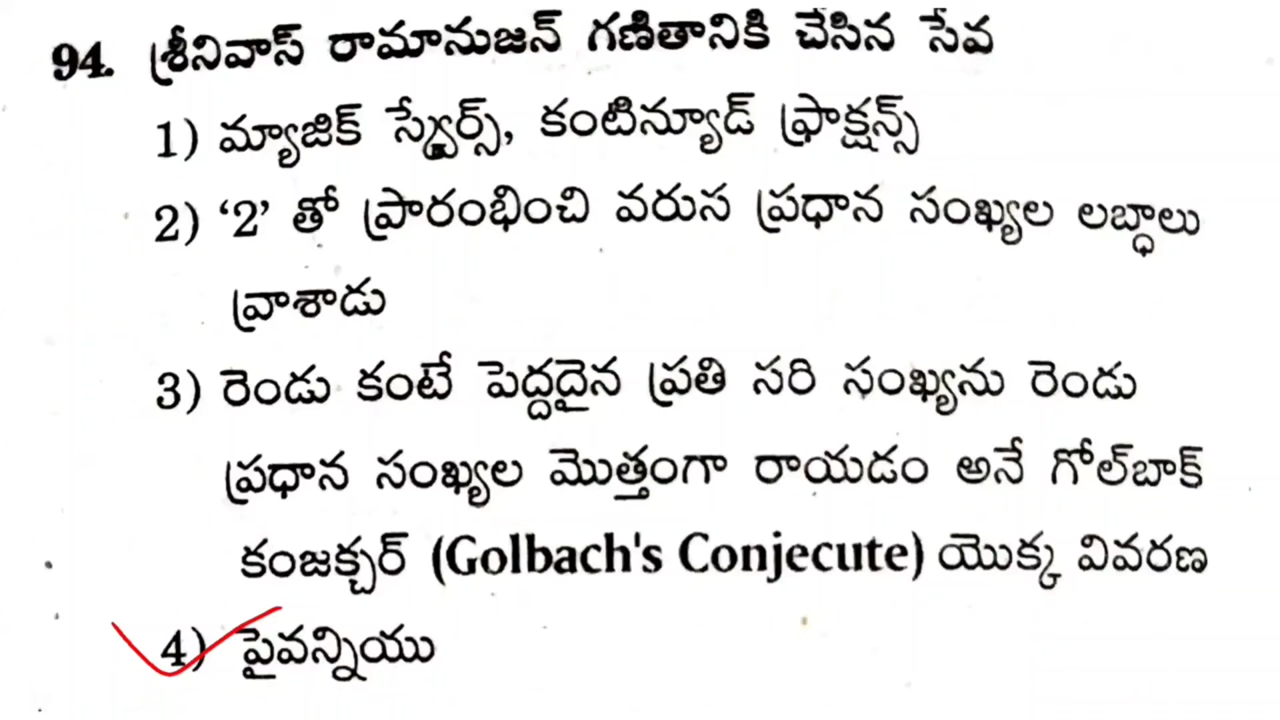 94. శ్రీనివాస్ రామానుజన్ గణితానికి చేసిన సేవ
1) మ్యాజిక్ స్క్వేర్స్, కంటిన్యూడ్ ఫ్రాక్షన్స్
2) ‘2’ తో ప్రారంభించి వరుస ప్రధాన సంఖ్యల లబ్ధాలు
వ్రాశాడు
3) రెండు కంటే పెద్దదైన ప్రతి సరి సంఖ్యను రెండు
ప్రధాన సంఖ్యల మొత్తంగా రాయడం అనే గోల్‌బాక్
కంజక్చర్ (Golbach's Conjecute) యొక్క వివరణ
4) పైవన్నియు